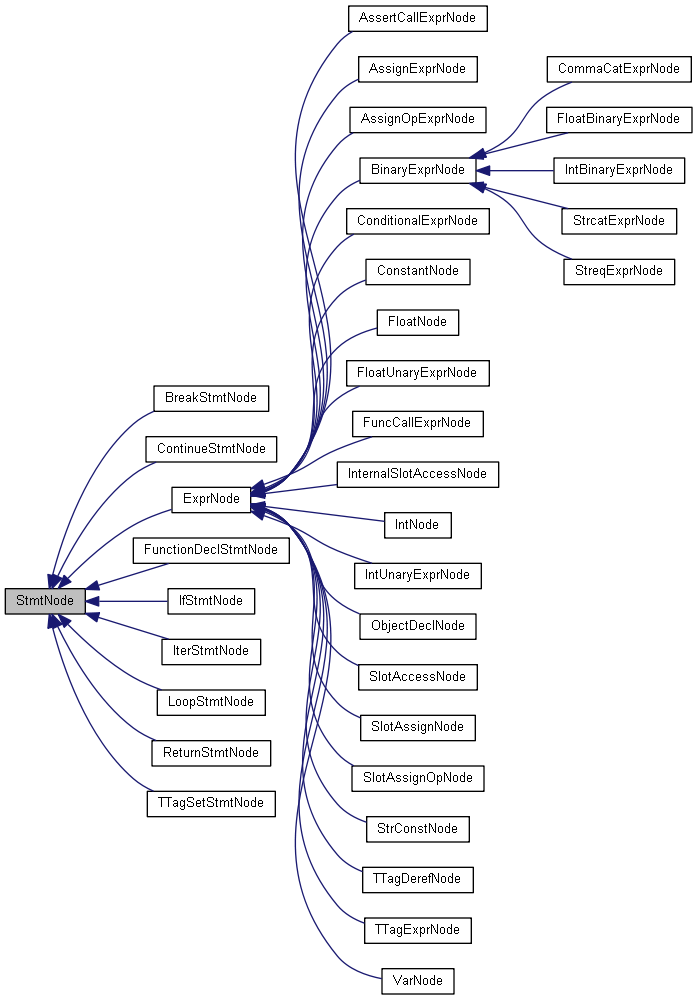 StmtNode
BreakStmtNode
ContinueStmtNode
ExprNode
FunctionDeclStmtNode
IfStmtNode
IterStmtNode
LoopStmtNode
ReturnStmtNode
TTagSetStmtNode
AssertCallExprNode
AssignExprNode
AssignOpExprNode
BinaryExprNode
ConditionalExprNode
ConstantNode
FloatNode
FloatUnaryExprNode
FuncCallExprNode
InternalSlotAccessNode
IntNode
IntUnaryExprNode
ObjectDeclNode
SlotAccessNode
SlotAssignNode
SlotAssignOpNode
StrConstNode
TTagDerefNode
TTagExprNode
VarNode
CommaCatExprNode
FloatBinaryExprNode
IntBinaryExprNode
StrcatExprNode
StreqExprNode